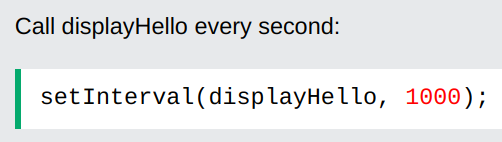 Call displayHello every second:
setInterval(displayHello, 1000);